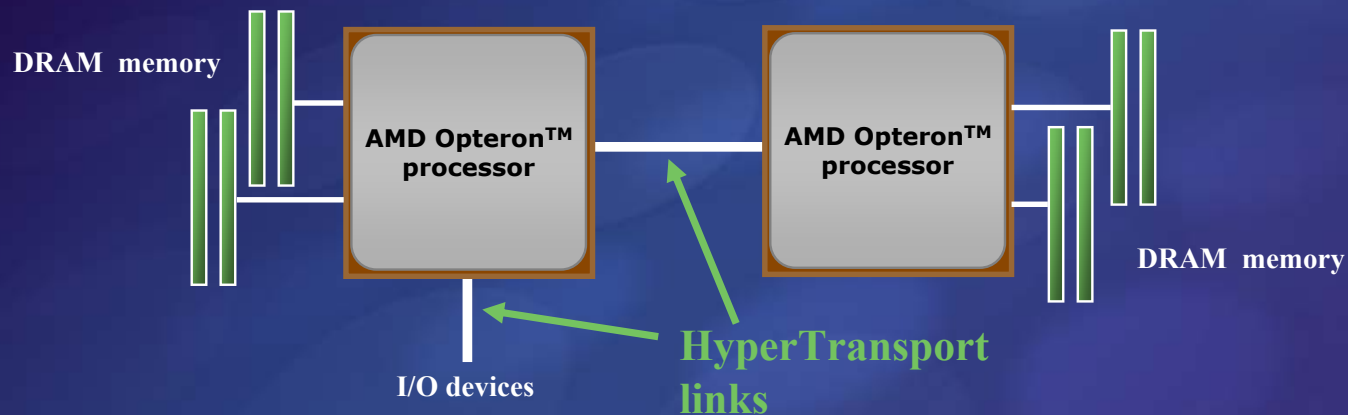 DRAM memory
AMD Opteron™
processor
AMD Opteron™
processor
DRAM memory
HyperTransport
links
I/O devices